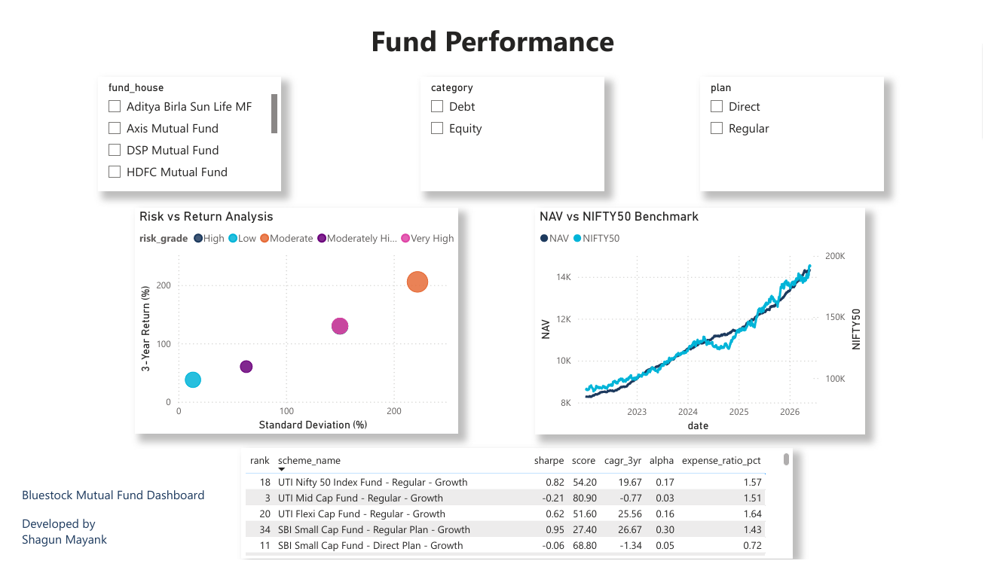 Fund Performance
fund_house
Aditya Birla Sun Life MF
Axis Mutual Fund
DSP Mutual Fund
HDFC Mutual Fund
category
Debt
Equity
plan
Direct
Regular
Risk vs Return Analysis
risk_grade High Low Moderate Moderately Hi... Very High
3-Year Return (%)
200
100
0
0 100 200
Standard Deviation (%)
NAV vs NIFTY50 Benchmark
NAV NIFTY50
NAV
14K
12K
10K
8K
200K
150K
100K
NIFTY50
2023 2024 2025 2026
date
rank scheme_name sharpe score cagr_3yr alpha expense_ratio_pct
18 UTI Nifty 50 Index Fund - Regular - Growth 0.82 54.20 19.67 0.17 1.57
3 UTI Mid Cap Fund - Regular - Growth -0.21 80.90 -0.77 0.03 1.51
20 UTI Flexi Cap Fund - Regular - Growth 0.62 51.60 25.56 0.16 1.64
34 SBI Small Cap Fund - Regular Plan - Growth 0.95 27.40 26.67 0.30 1.43
11 SBI Small Cap Fund - Direct Plan - Growth -0.06 68.80 -1.34 0.05 0.72
Bluestock Mutual Fund Dashboard
Developed by
Shagun Mayank